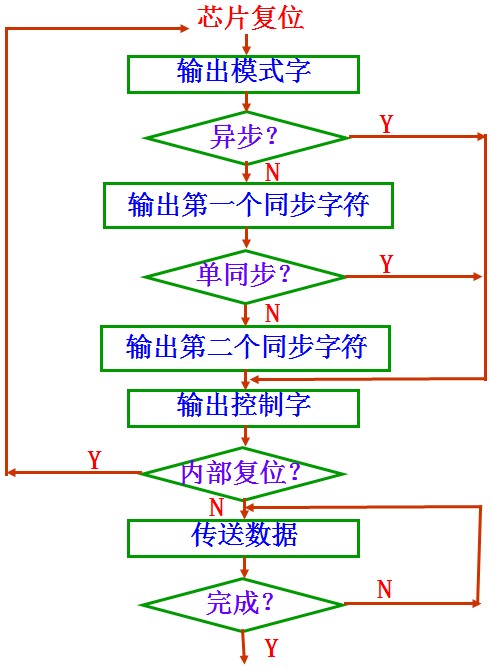 芯片复位
输出模式字
异步？
Y
N
输出第一个同步字符
单同步？
Y
N
输出第二个同步字符
输出控制字
内部复位？
Y
N
传送数据
完成？
N
Y